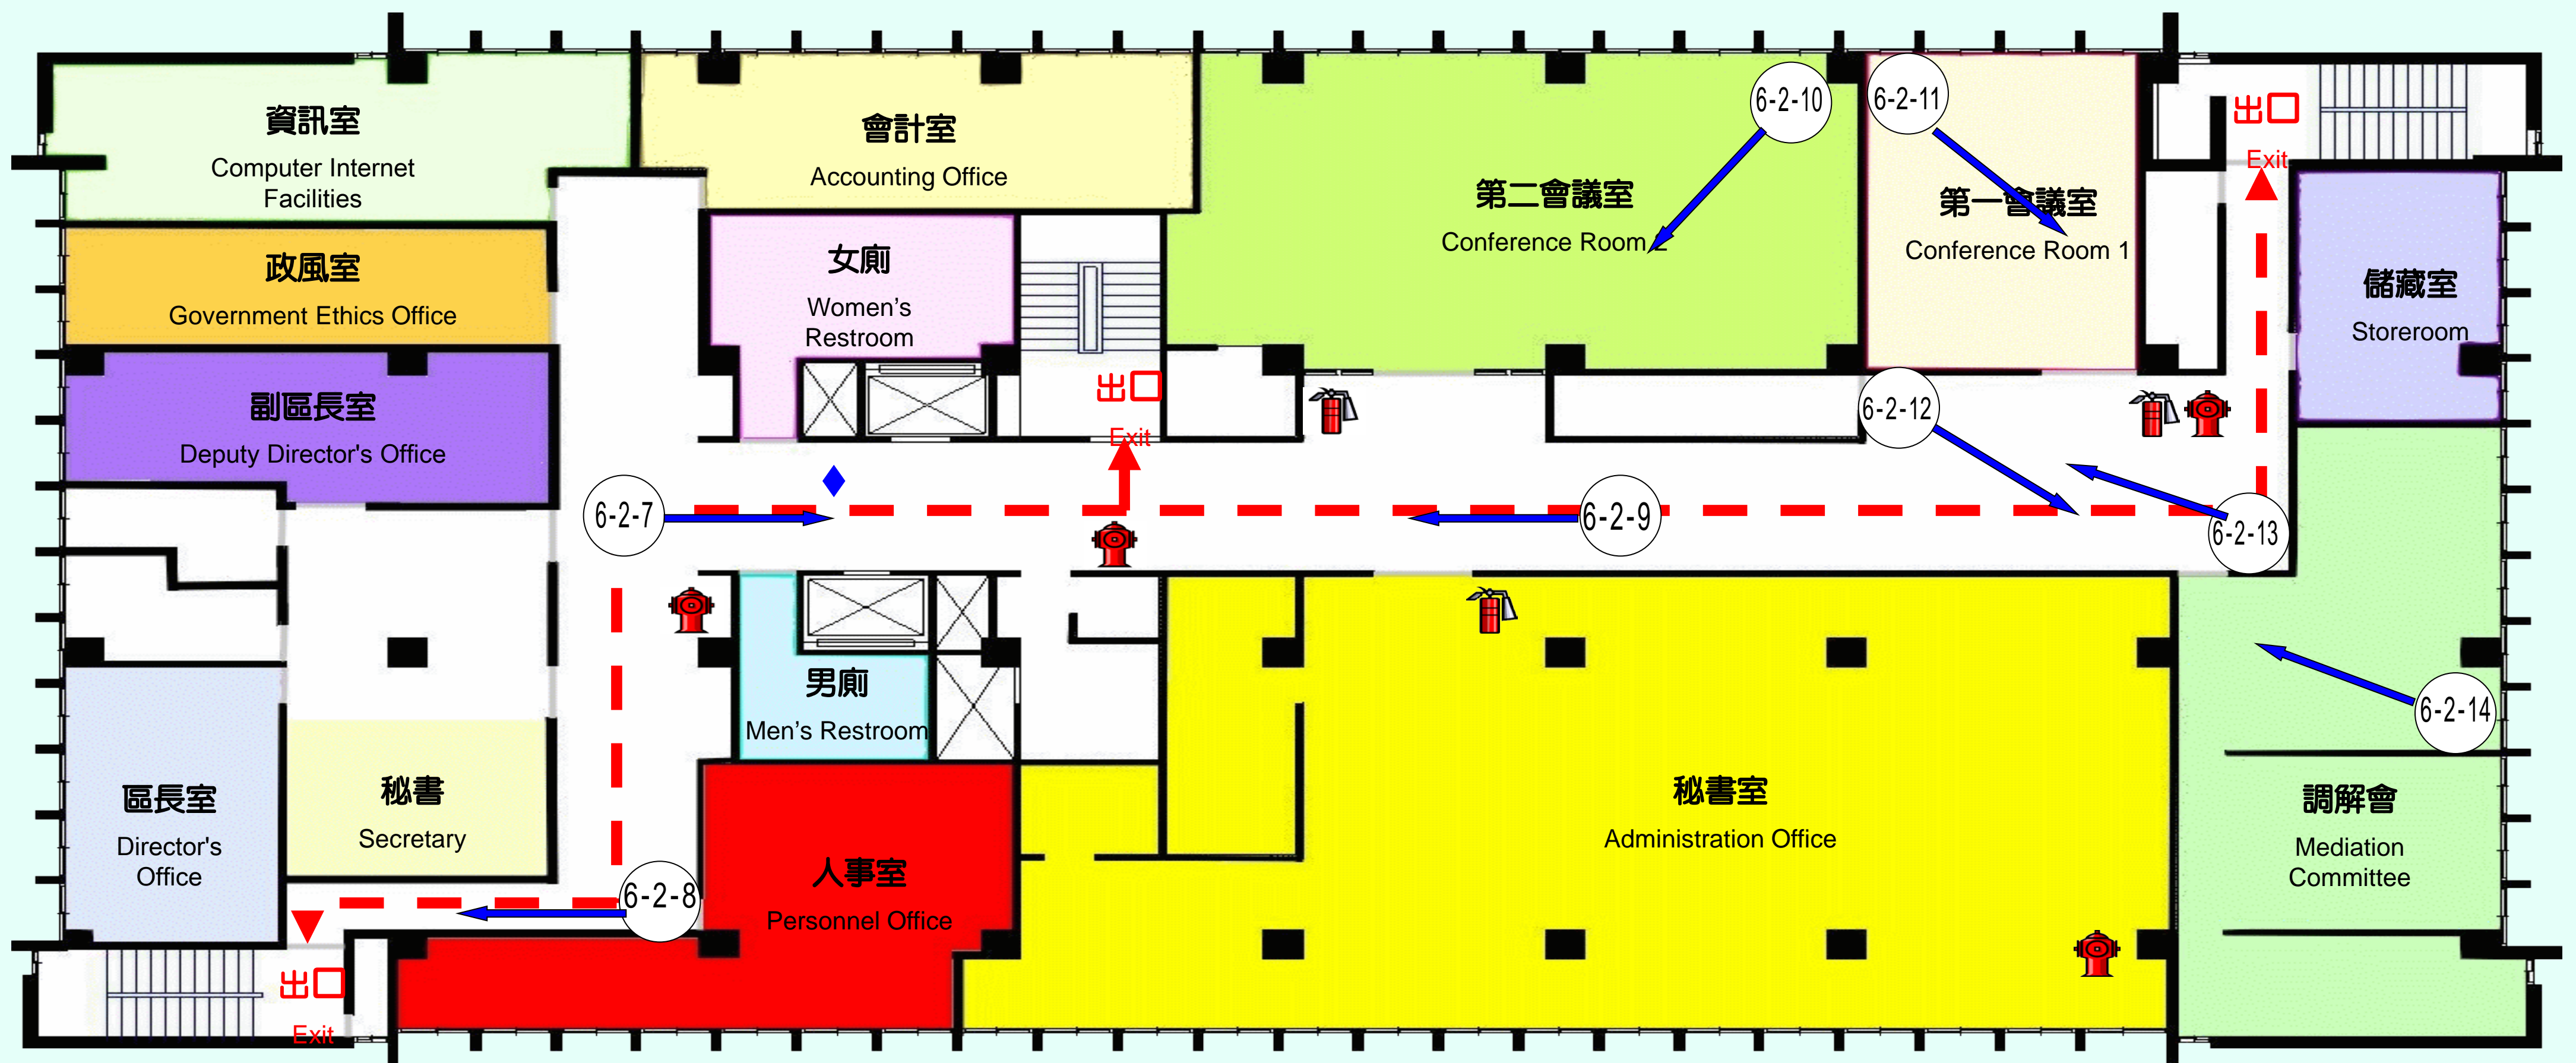 資訊室
Computer Internet
Facilities
會計室
Accounting Office
6-2-10
6-2-11
出口
Exit
第二會議室
Conference Room 2
第一會議室
Conference Room 1
政風室
Government Ethics Office
女廁
Women's
Restroom
儲藏室
Storeroom
副區長室
Deputy Director's Office
出口
Exit
6-2-12
6-2-7
6-2-9
6-2-13
男廁
Men's Restroom
6-2-14
區長室
Director's
Office
秘書
Secretary
人事室
Personnel Office
秘書室
Administration Office
調解會
Mediation
Committee
6-2-8
出口
Exit